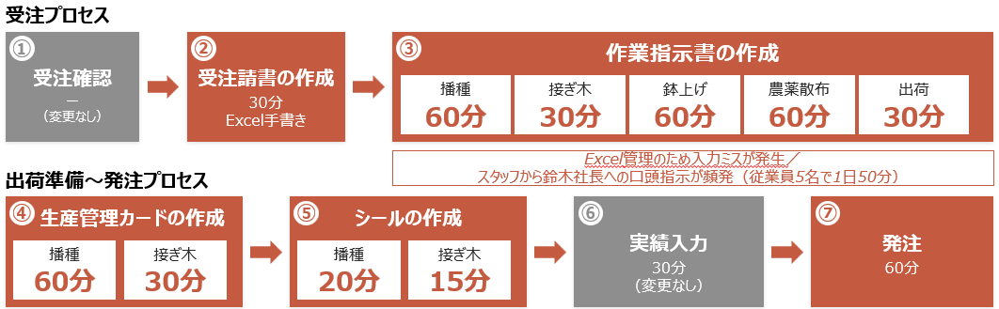 受注プロセス
① 受注確認
―
（変更なし）
② 受注請書の作成
30分
Excel手書き
③ 作業指示書の作成
播種
60分
接ぎ木
30分
鉢上げ
60分
農薬散布
60分
出荷
30分
Excel管理のため入力ミスが発生／
スタッフから鈴木社長への口頭指示が頻発（従業員5名で1日50分）
出荷準備～発注プロセス
④ 生産管理カードの作成
播種
60分
接ぎ木
30分
⑤ シールの作成
播種
20分
接ぎ木
15分
⑥
実績入力
30分
（変更なし）
⑦
発注
60分